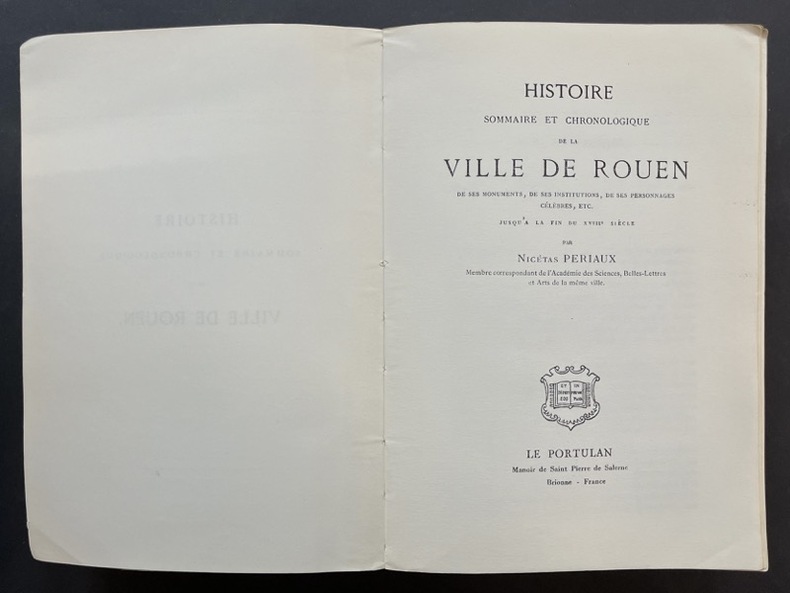 HISTOIRE
SOMMAIRE ET CHRONOLOGIQUE
DE LA
VILLE DE ROUEN
DE SES MONUMENTS, DE SES INSTITUTIONS, DE SES PERSONNAGES
CÉLÈBRES, ETC.
JUSQU'A LA FIN DU XVIIIᵉ SIÈCLE
PAR
NICÉTAS PERIAUX
Membre correspondant de l'Académie des Sciences, Belles-Lettres
et Arts de la même ville.
LE PORTULAN
Manoir de Saint Pierre de Salerne
Brionne - France